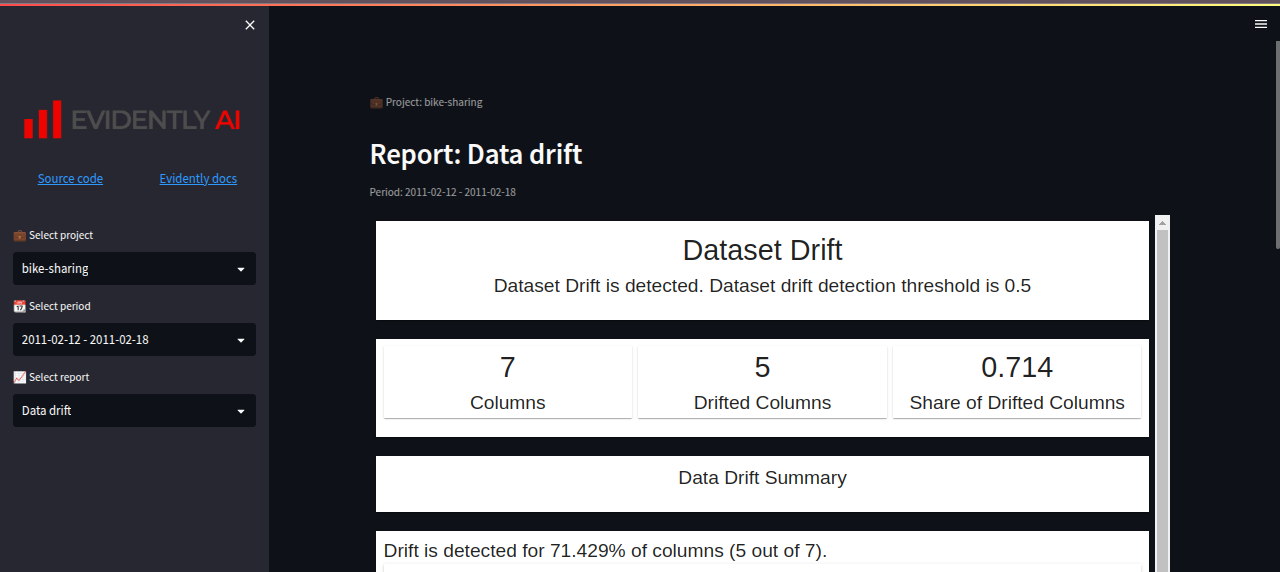 EVIDENTLY AI
Source code
Evidently docs
Select project
bike-sharing
Select period
2011-02-12 - 2011-02-18
Select report
Data drift
Project: bike-sharing
Report: Data drift
Period: 2011-02-12 - 2011-02-18
Dataset Drift
Dataset Drift is detected. Dataset drift detection threshold is 0.5
7
Columns
5
Drifted Columns
0.714
Share of Drifted Columns
Data Drift Summary
Drift is detected for 71.429% of columns (5 out of 7).